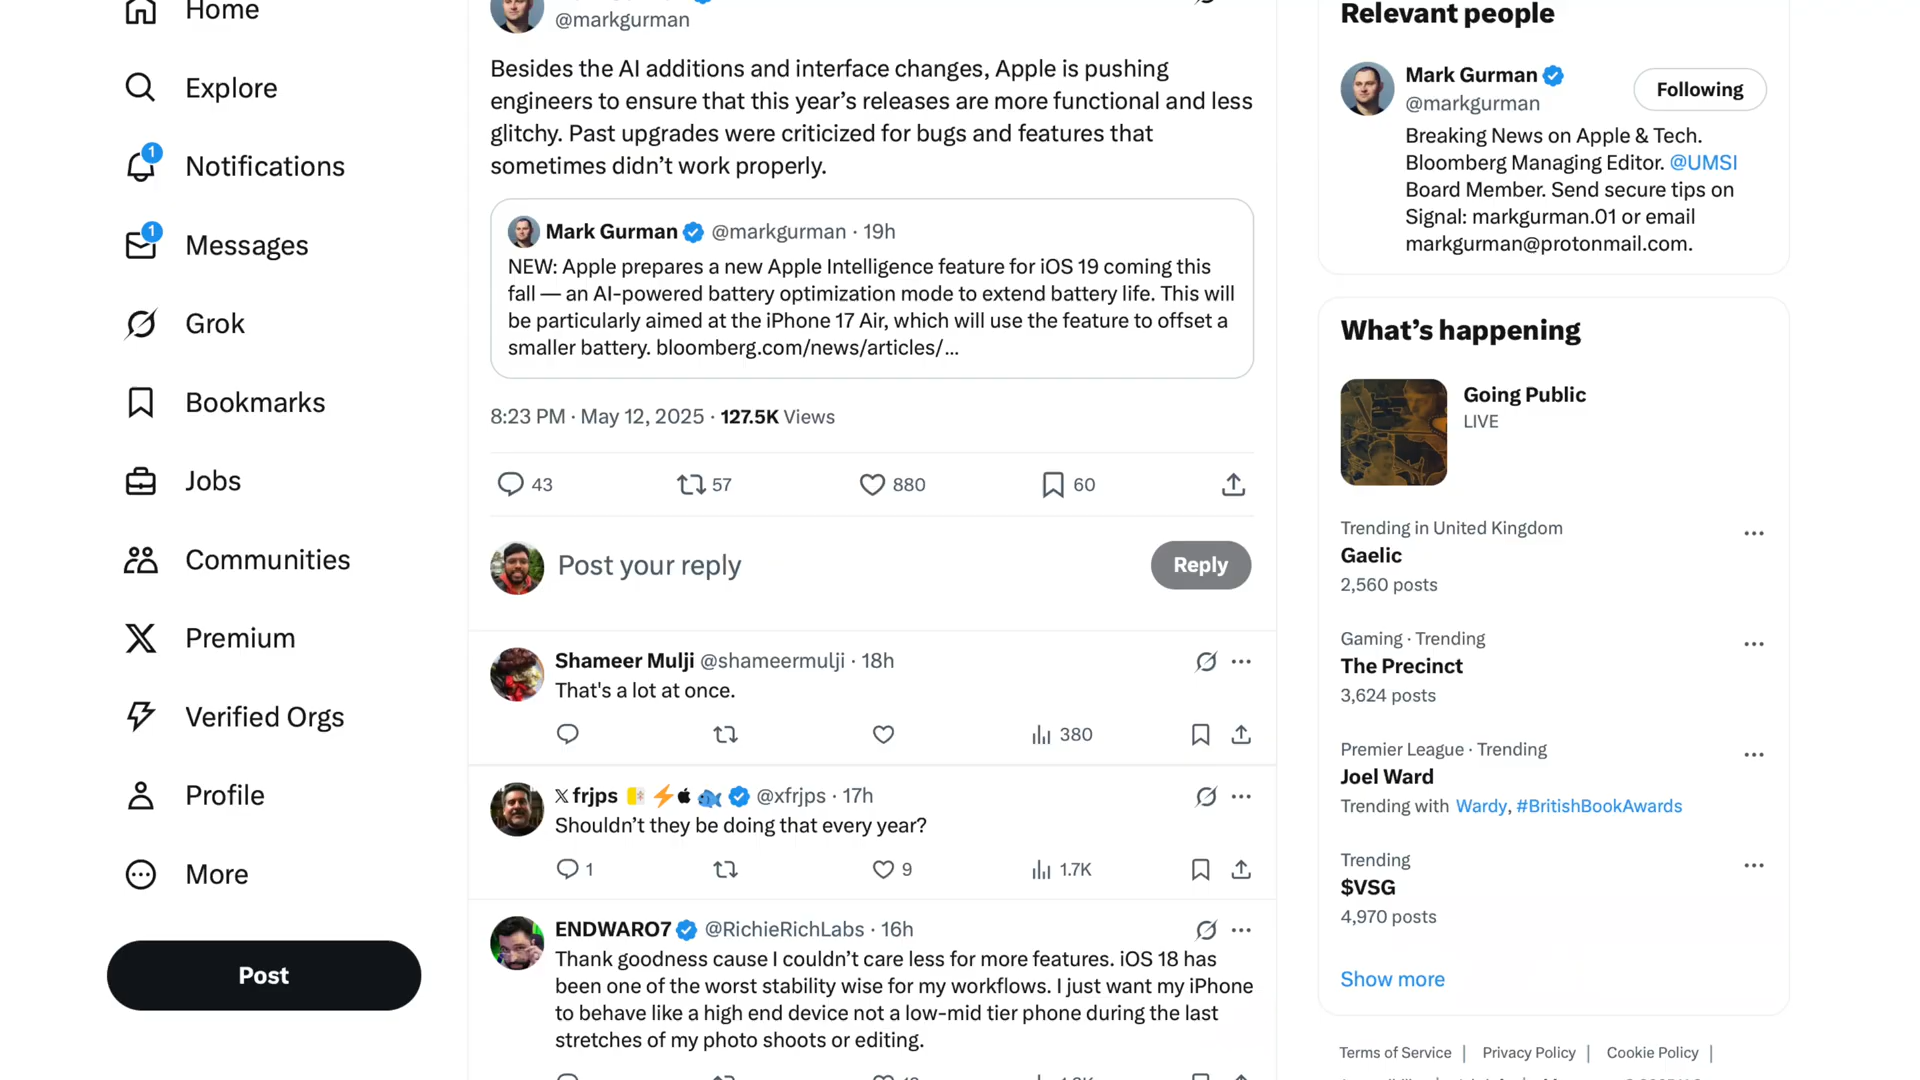 Home
Explore
1
Notifications
1
Messages
Grok
Bookmarks
Jobs
Communities
Premium
Verified Orgs
Profile
More
Post
@markgurman
Besides the AI additions and interface changes, Apple is pushing
engineers to ensure that this year’s releases are more functional and less
glitchy. Past upgrades were criticized for bugs and features that
sometimes didn’t work properly.
Mark Gurman @markgurman · 19h
NEW: Apple prepares a new Apple Intelligence feature for iOS 19 coming this
fall — an AI-powered battery optimization mode to extend battery life. This will
be particularly aimed at the iPhone 17 Air, which will use the feature to offset a
smaller battery. bloomberg.com/news/articles/...
8:23 PM · May 12, 2025 · 127.5K Views
43 57 880 60
Post your reply
Reply
Shameer Mulji @shameermulji · 18h
That's a lot at once.
380
𝕏 frjps @xfrjps · 17h
Shouldn’t they be doing that every year?
1 9 1.7K
ENDWARO7 @RichieRichLabs · 16h
Thank goodness cause I couldn’t care less for more features. iOS 18 has
been one of the worst stability wise for my workflows. I just want my iPhone
to behave like a high end device not a low-mid tier phone during the last
stretches of my photo shoots or editing.
Relevant people
Mark Gurman
@markgurman
Following
Breaking News on Apple & Tech.
Bloomberg Managing Editor. @UMSI
Board Member. Send secure tips on
Signal: markgurman.01 or email
markgurman@protonmail.com.
What’s happening
Going Public
LIVE
Trending in United Kingdom
Gaelic
2,560 posts
Gaming · Trending
The Precinct
3,624 posts
Premier League · Trending
Joel Ward
Trending with Wardy, #BritishBookAwards
Trending
$VSG
4,970 posts
Show more
Terms of Service | Privacy Policy | Cookie Policy |